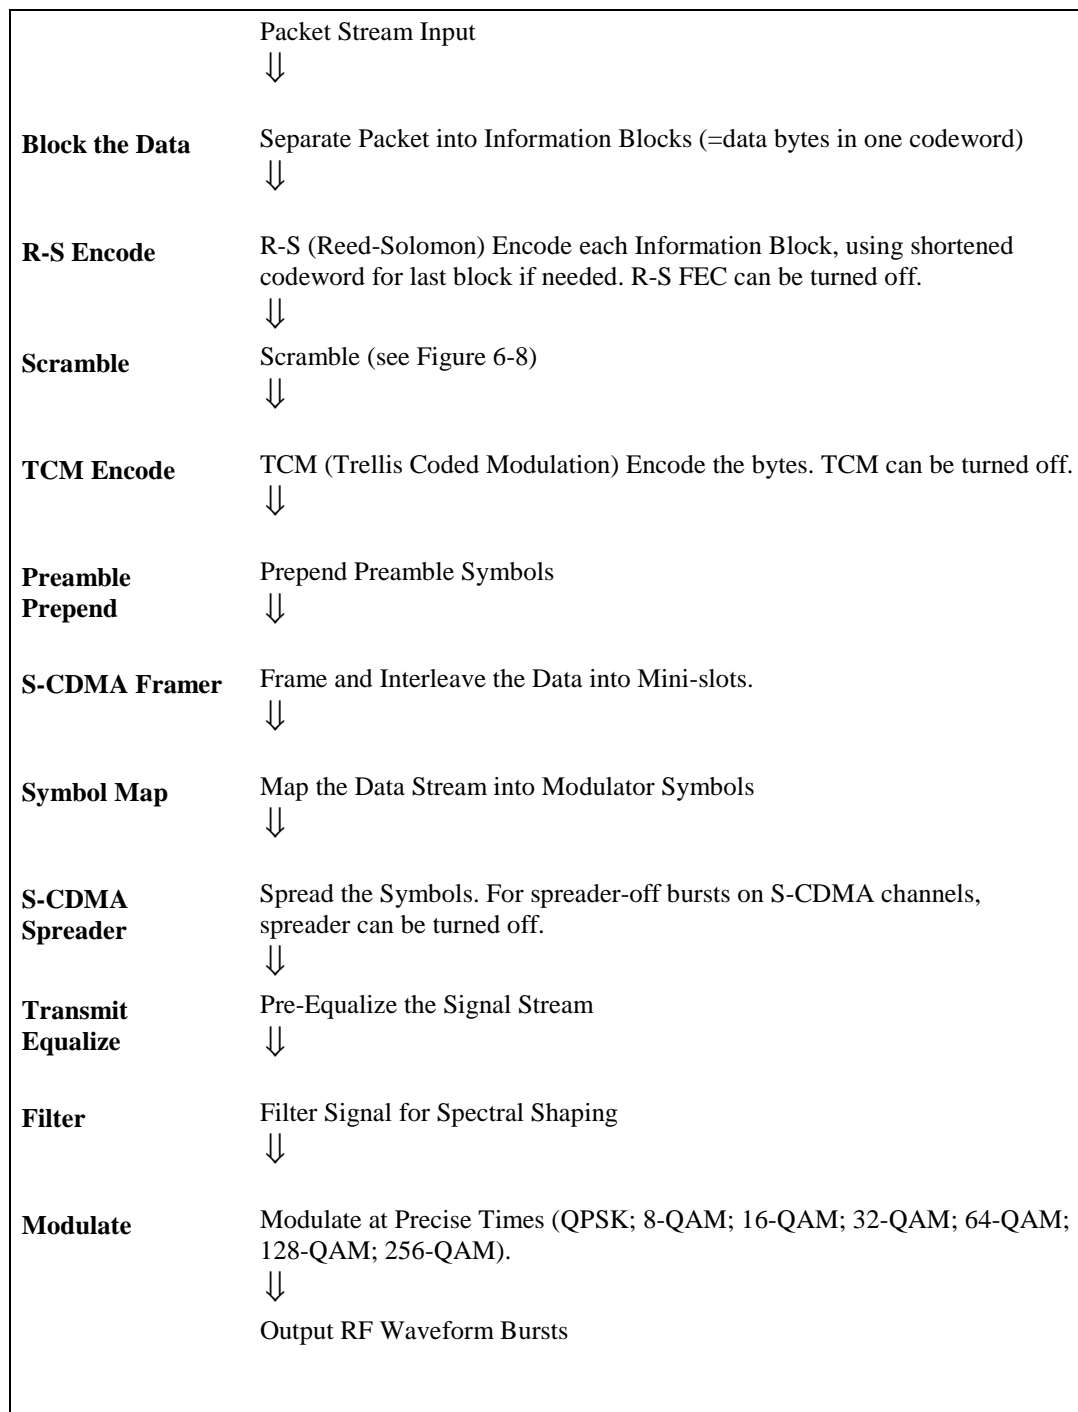 Packet Stream Input
⇓
Block the Data Separate Packet into Information Blocks (=data bytes in one codeword)
⇓
R-S Encode R-S (Reed-Solomon) Encode each Information Block, using shortened
codeword for last block if needed. R-S FEC can be turned off.
⇓
Scramble Scramble (see Figure 6-8)
⇓
TCM Encode TCM (Trellis Coded Modulation) Encode the bytes. TCM can be turned off.
⇓
Preamble Prepend Preamble Symbols
Prepend ⇓
S-CDMA Framer Frame and Interleave the Data into Mini-slots.
⇓
Symbol Map Map the Data Stream into Modulator Symbols
⇓
S-CDMA Spread the Symbols. For spreader-off bursts on S-CDMA channels,
Spreader spreader can be turned off.
⇓
Transmit Pre-Equalize the Signal Stream
Equalize ⇓
Filter Filter Signal for Spectral Shaping
⇓
Modulate Modulate at Precise Times (QPSK; 8-QAM; 16-QAM; 32-QAM; 64-QAM;
128-QAM; 256-QAM).
⇓
Output RF Waveform Bursts